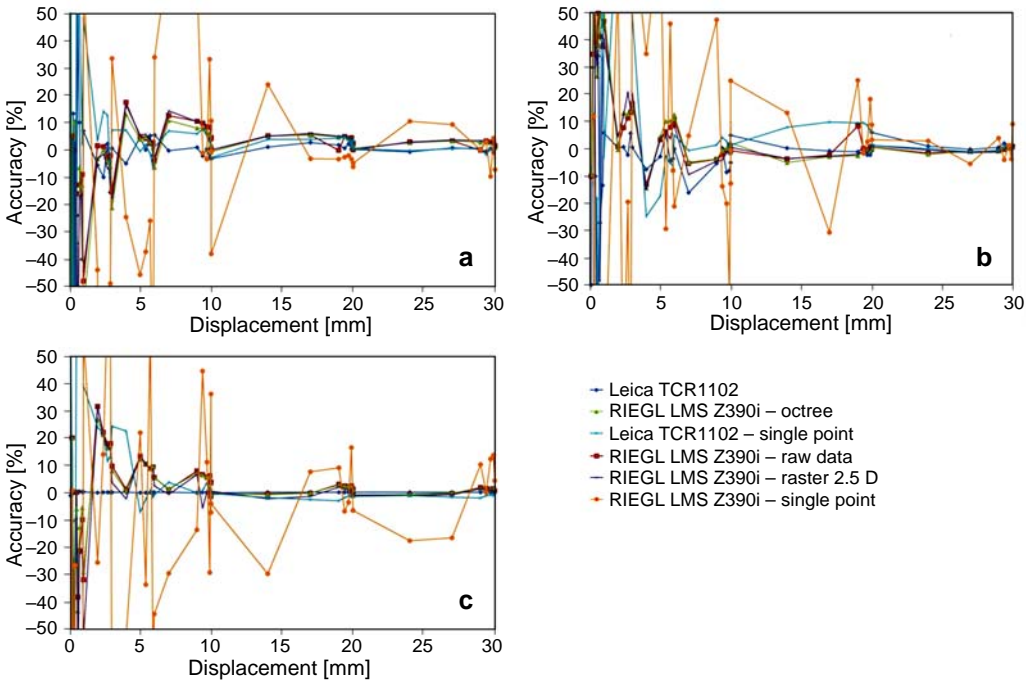 50
40
30
20
10
0
–10
–20
–30
–40
–50
Accuracy [%]
a
0 5 10 15 20 25 30
Displacement [mm]
50
40
30
20
10
0
–10
–20
–30
–40
–50
Accuracy [%]
b
0 5 10 15 20 25 30
Displacement [mm]
50
40
30
20
10
0
–10
–20
–30
–40
–50
Accuracy [%]
c
0 5 10 15 20 25 30
Displacement [mm]
Leica TCR1102
RIEGL LMS Z390i – octree
Leica TCR1102 – single point
RIEGL LMS Z390i – raw data
RIEGL LMS Z390i – raster 2.5 D
RIEGL LMS Z390i – single point